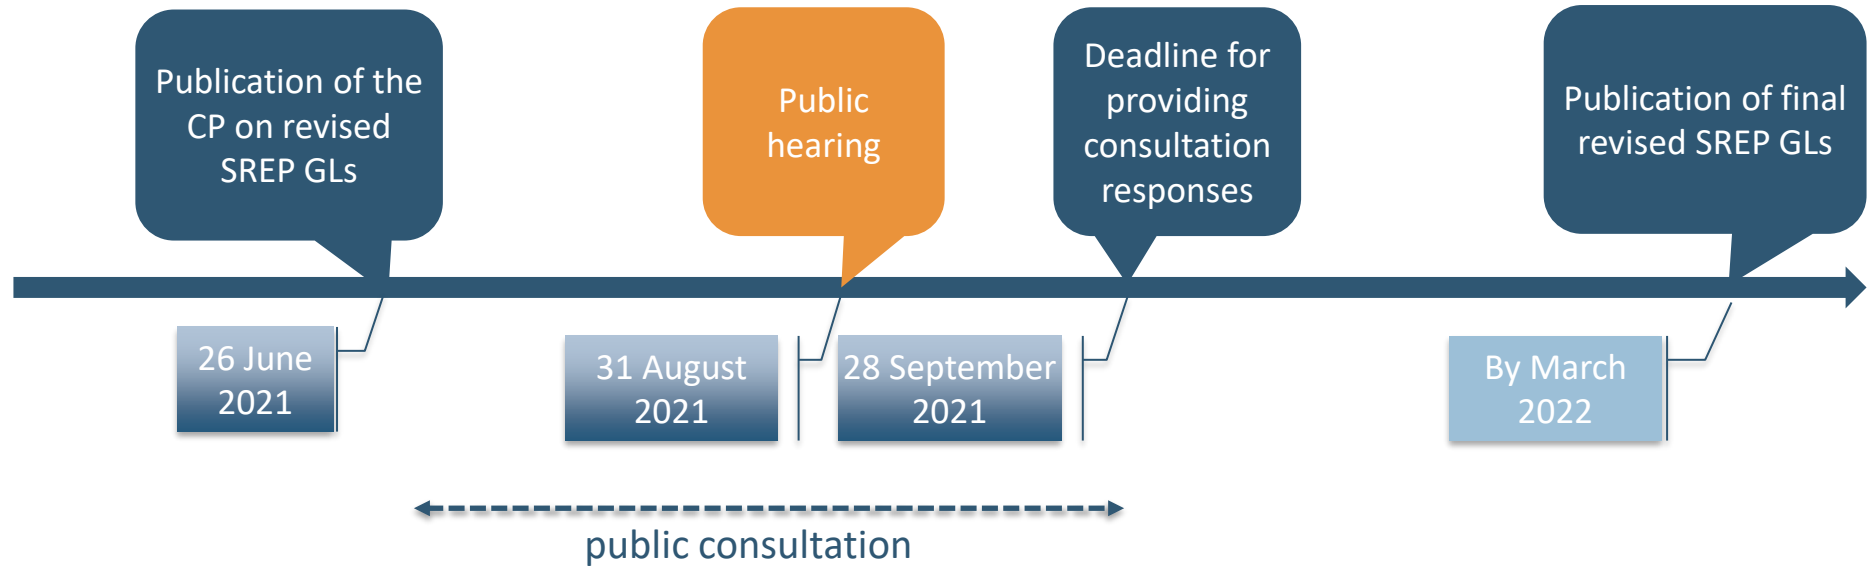 Publication of the
CP on revised
SREP GLs
Public
hearing
Deadline for
providing
consultation
responses
Publication of final
revised SREP GLs
26 June
2021
31 August
2021
28 September
2021
By March
2022
public consultation